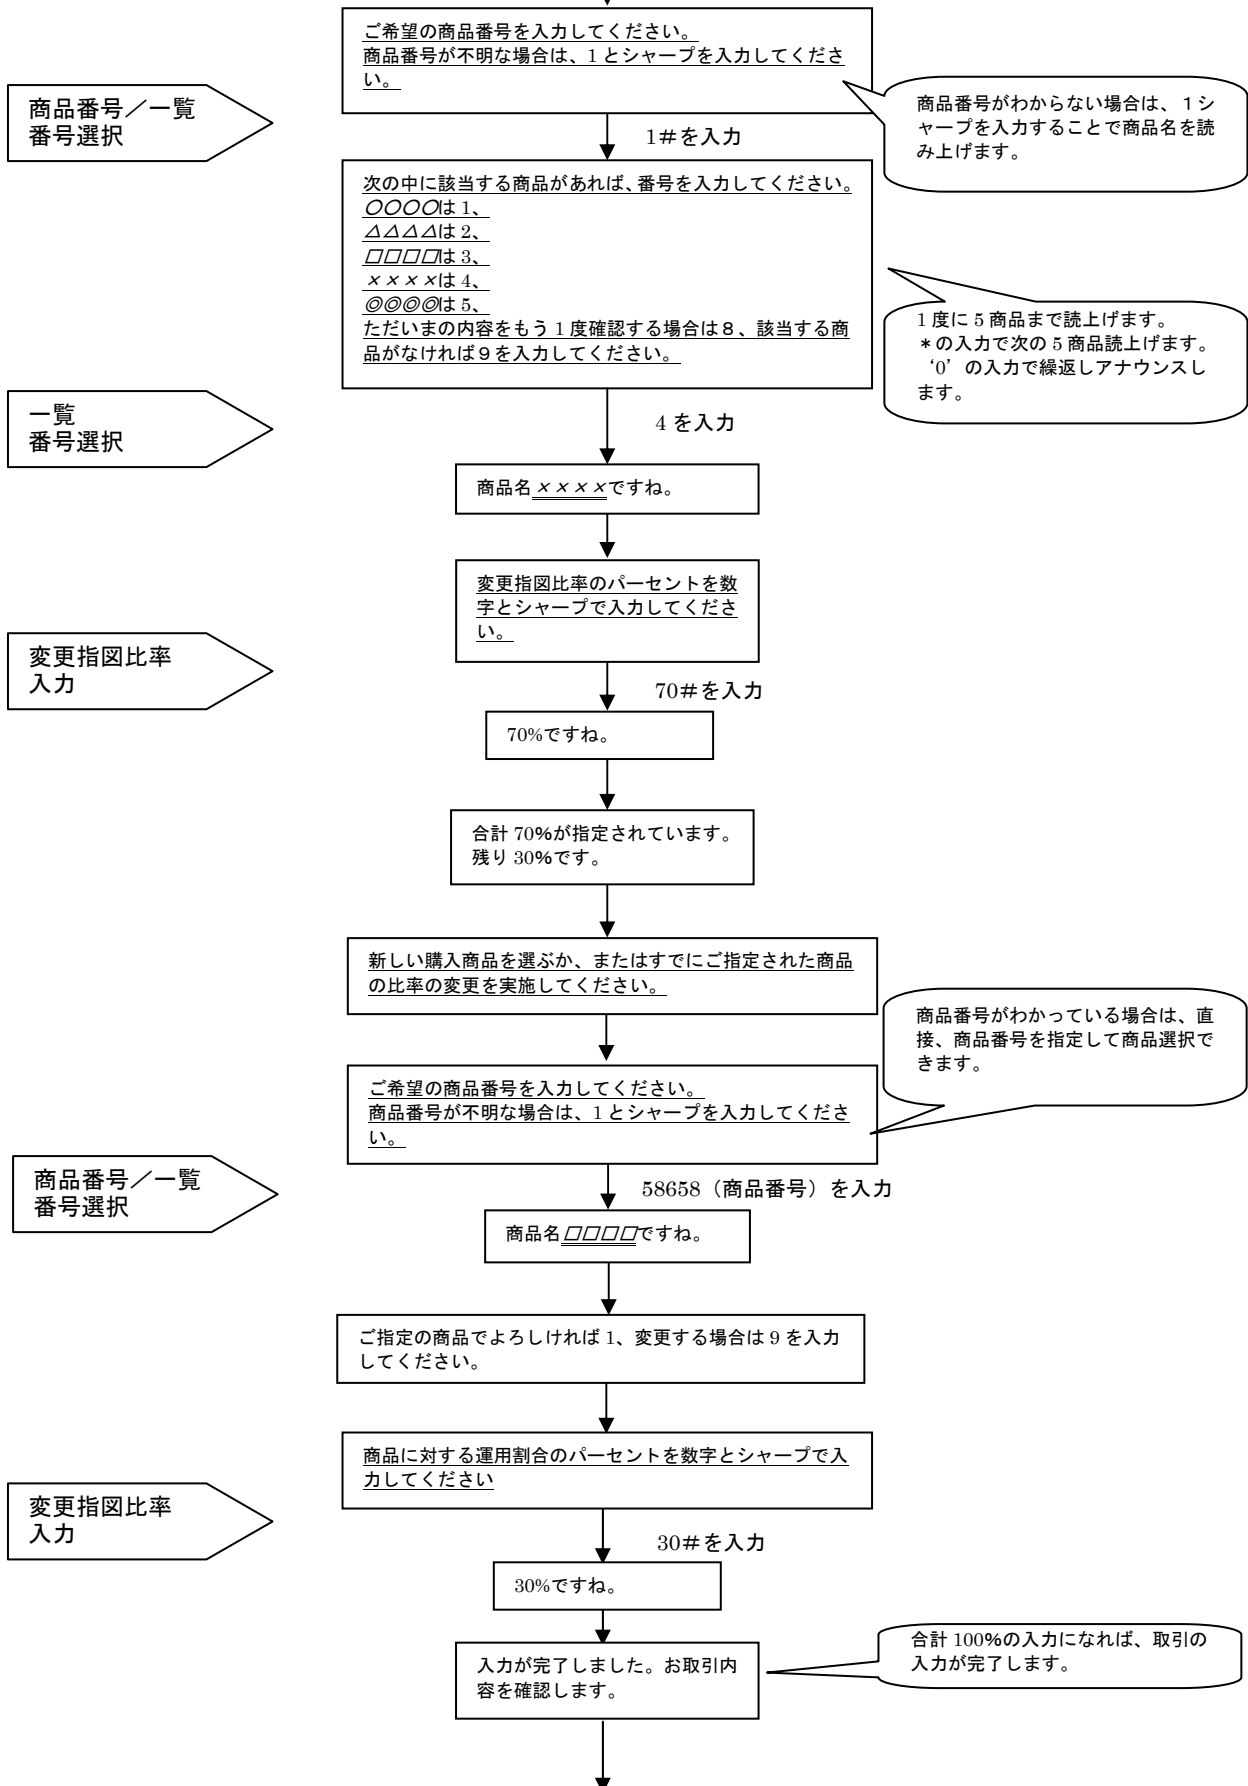 ご希望の商品番号を入力してください。
商品番号が不明な場合は、1 とシャープを入力してくださ
い。
商品番号／一覧
番号選択
商品番号がわからない場合は、１シ
ャープを入力することで商品名を読
み上げます。
1＃を入力
次の中に該当する商品があれば、番号を入力してください。
○○○○は 1、
△△△△は 2、
□□□□は 3、
××××は 4、
◎◎◎◎は 5、
ただいまの内容をもう 1 度確認する場合は８、該当する商
品がなければ９を入力してください。
1 度に 5 商品まで読上げます。
＊の入力で次の 5 商品読上げます。
‘0’の入力で繰返しアナウンスし
ます。
一覧
番号選択
4 を入力
商品名××××ですね。
変更指図比率のパーセントを数
字とシャープで入力してくださ
い。
変更指図比率
入力
70＃を入力
70%ですね。
合計 70%が指定されています。
残り 30%です。
新しい購入商品を選ぶか、またはすでにご指定された商品
の比率の変更を実施してください。
商品番号がわかっている場合は、直
接、商品番号を指定して商品選択で
きます。
ご希望の商品番号を入力してください。
商品番号が不明な場合は、1 とシャープを入力してくださ
い。
商品番号／一覧
番号選択
58658（商品番号）を入力
商品名□□□□ですね。
ご指定の商品でよろしければ 1、変更する場合は 9 を入力
してください。
商品に対する運用割合のパーセントを数字とシャープで入
力してください
変更指図比率
入力
30＃を入力
30%ですね。
入力が完了しました。お取引内
容を確認します。
合計 100%の入力になれば、取引の
入力が完了します。